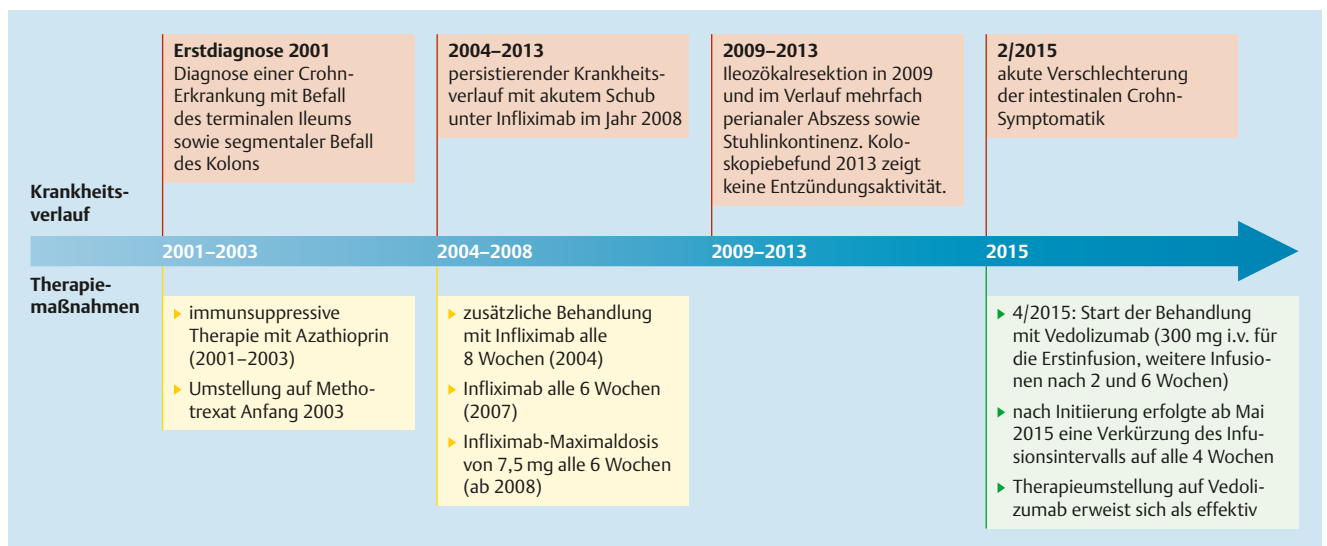 Erstdiagnose 2001
Diagnose einer Crohn-
Erkrankung mit Befall
des terminalen Ileums
sowie segmentaler Befall
des Kolons
2004–2013
persistierender Krankheits-
verlauf mit akutem Schub
unter Infliximab im Jahr 2008
2009–2013
Ileozökalresektion in 2009
und im Verlauf mehrfach
perianaler Abszess sowie
Stuhlinkontinenz. Kolo-
skopiebefund 2013 zeigt
keine Entzündungsaktivität.
2/2015
akute Verschlechterung
der intestinalen Crohn-
Symptomatik
Krankheits-
verlauf
2001–2003
2004–2008
2009–2013
2015
Therapie-
maßnahmen
immunsuppressive
Therapie mit Azathioprin
(2001–2003)
Umstellung auf Metho-
trexat Anfang 2003
zusätzliche Behandlung
mit Infliximab alle
8 Wochen (2004)
Infliximab alle 6 Wochen
(2007)
Infliximab-Maximaldosis
von 7,5 mg alle 6 Wochen
(ab 2008)
4/2015: Start der Behandlung
mit Vedolizumab (300 mg i.v. für
die Erstinfusion, weitere Infusio-
nen nach 2 und 6 Wochen)
nach Initiierung erfolgte ab Mai
2015 eine Verkürzung des Infu-
sionsintervalls auf alle 4 Wochen
Therapieumstellung auf Vedoli-
zumab erweist sich als effektiv